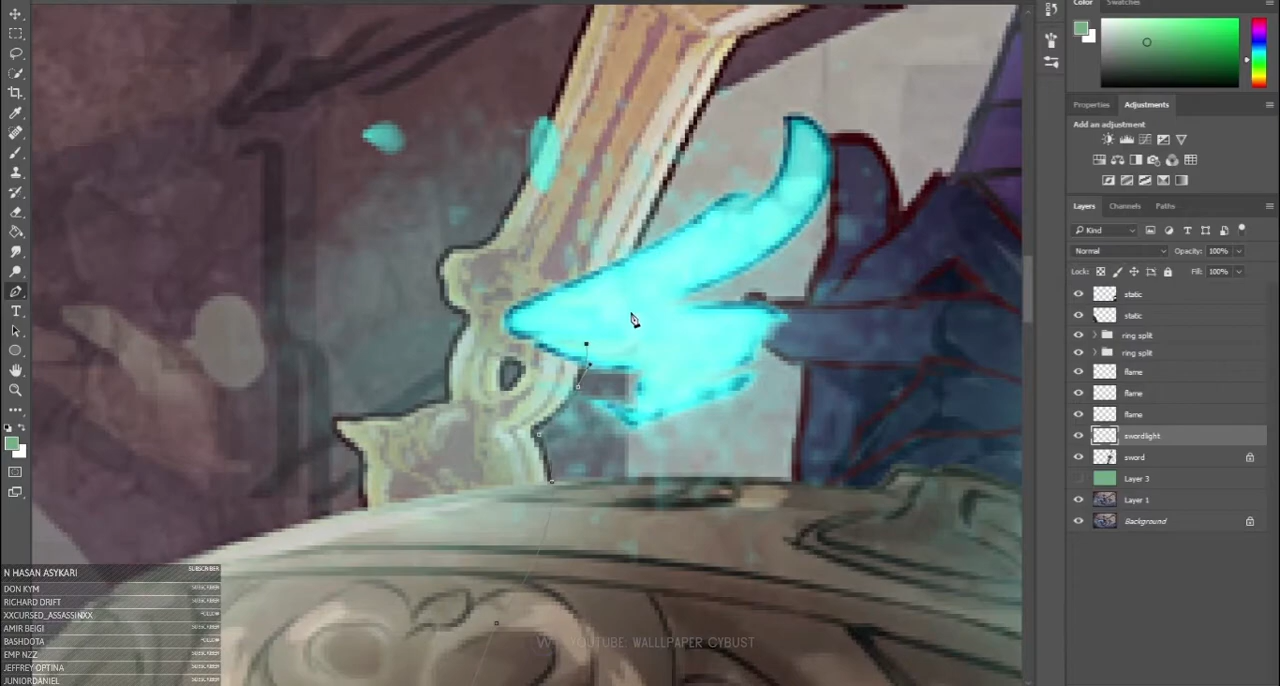 Color Swatches
Properties Adjustments
Add an adjustment
Layers Channels Paths
Kind
Normal Opacity: 100%
Lock: Fill: 100%
static
static
ring split
ring split
flame
flame
flame
swordlight
sword
Layer 3
Layer 1
Background
T
N HASAN ASYKARI SUBSCRIBER
DON KYM
RICHARD DRIFT
XXCURSED_ASSASSINXX
AMIR BEIGI
BASHDOTA
EMP NZZ
JEFFREY OPTINA
JUNIORDANIEL
YOUTUBE: WALLLPAPER CYBUST